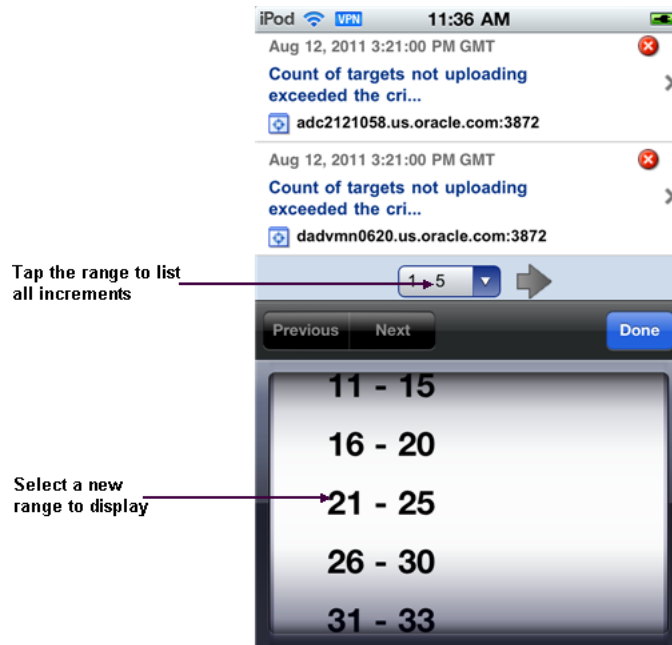 iPod VPN 11:36 AM
Aug 12, 2011 3:21:00 PM GMT
Count of targets not uploading
exceeded the cri...
adc2121058.us.oracle.com:3872
Aug 12, 2011 3:21:00 PM GMT
Count of targets not uploading
exceeded the cri...
dadvmn0620.us.oracle.com:3872
Tap the range to list
all increments
1 - 5
Previous Next Done
11 - 15
16 - 20
Select a new
range to display
21 - 25
26 - 30
31 - 33